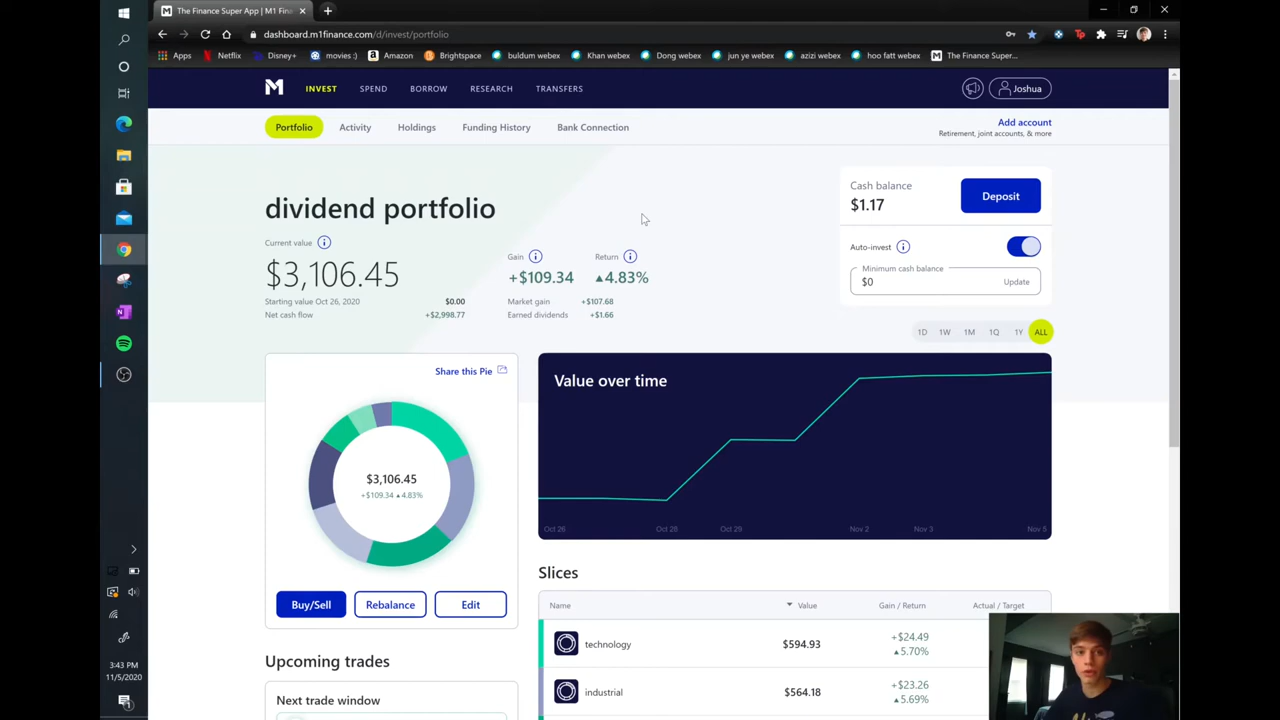 The Finance Super App | M1 Fin
dashboard.m1finance.com/d/invest/portfolio
Apps Netflix Disney+ movies :) Amazon Brightspace buldum webex Khan webex Dong webex jun ye webex azizi webex hoo fatt webex The Finance Super...
INVEST SPEND BORROW RESEARCH TRANSFERS Joshua
Portfolio Activity Holdings Funding History Bank Connection
Add account
Retirement, joint accounts, & more
dividend portfolio
Current value
$3,106.45
Starting value Oct 26, 2020 $0.00
Net cash flow +$2,998.77
Gain Return
+$109.34 ▲4.83%
Market gain +$107.68
Earned dividends +$1.66
Cash balance
$1.17
Deposit
Auto-invest
Minimum cash balance
$0 Update
1D 1W 1M 1Q 1Y ALL
Share this Pie
$3,106.45
+$109.34 ▲4.83%
Buy/Sell Rebalance Edit
Value over time
Oct 26 Oct 28 Oct 29 Nov 2 Nov 3 Nov 5
Slices
Name Value Gain / Return Actual / Target
technology $594.93 +$24.49
▲5.70%
industrial $564.18 +$23.26
▲5.69%
Upcoming trades
Next trade window
3:43 PM
11/5/2020